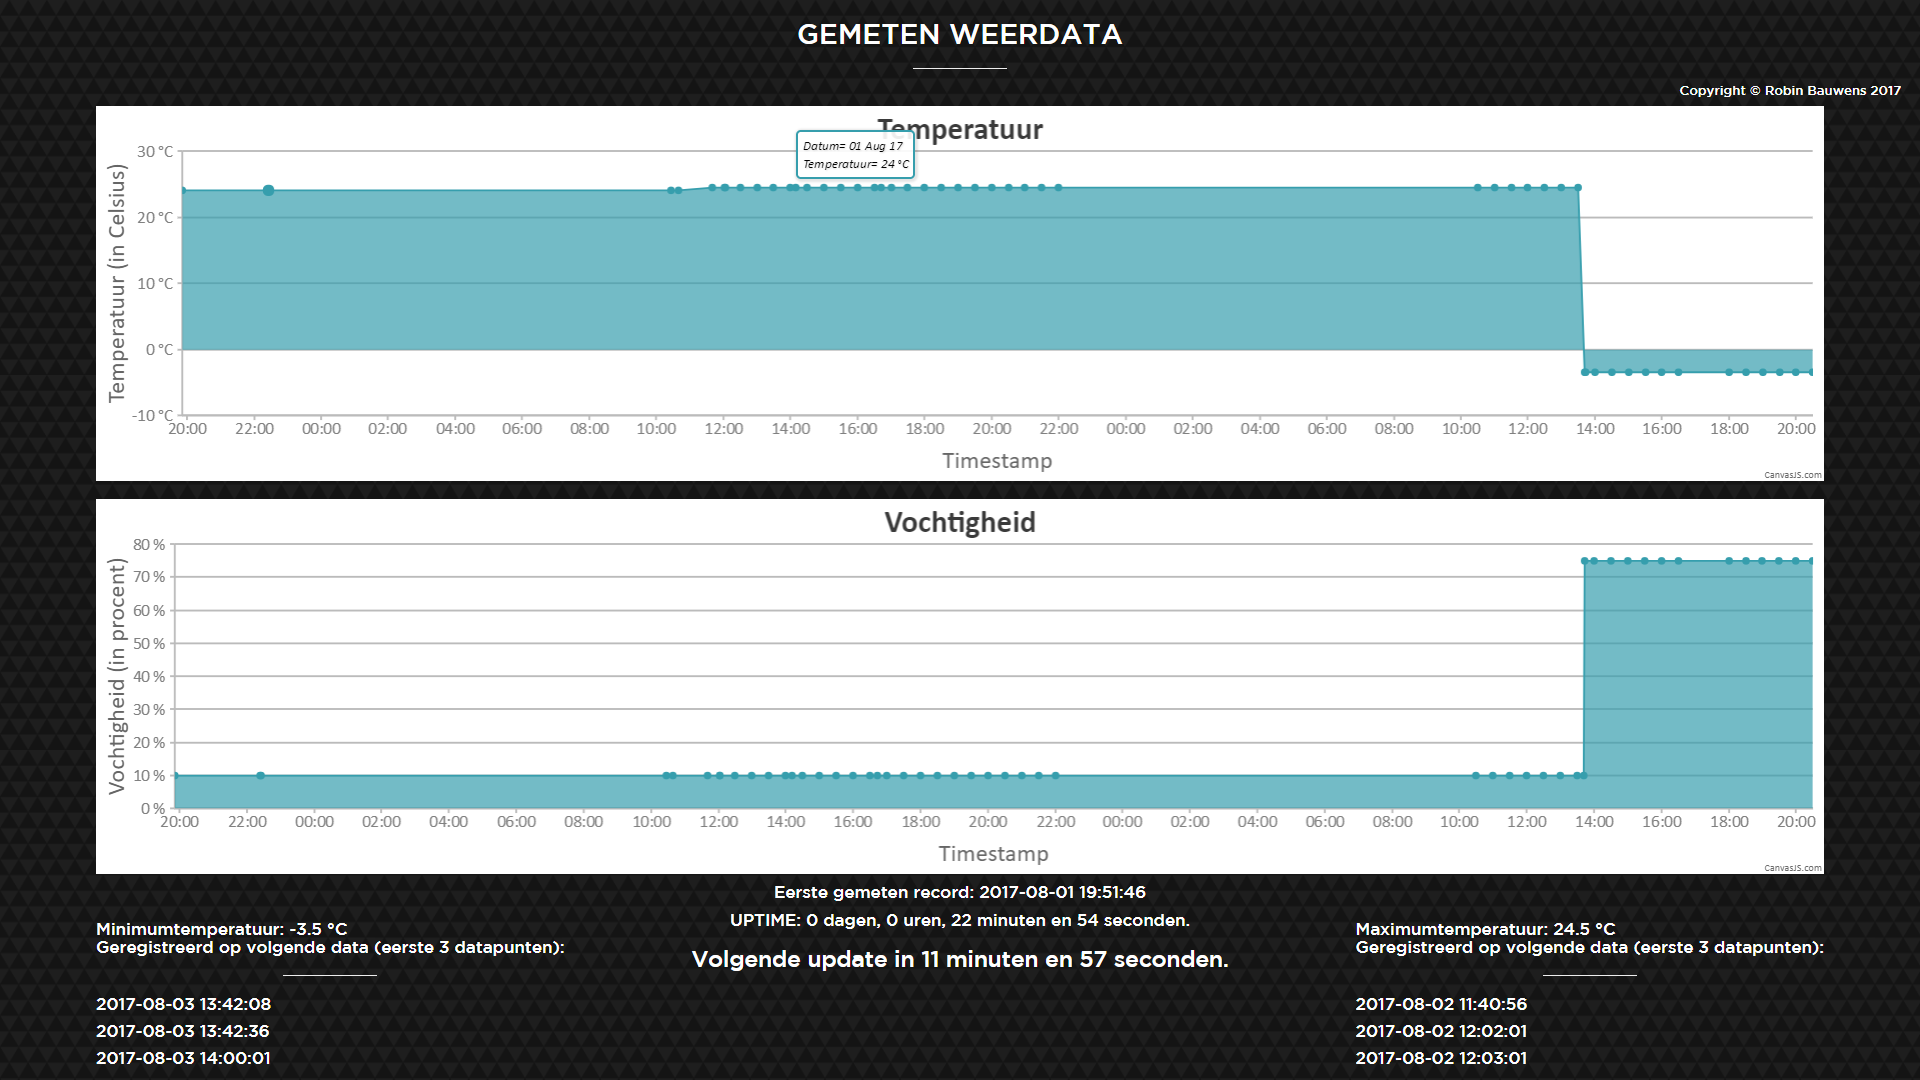 GEMETEN WEERDATA
Copyright © Robin Bauwens 2017
Temperatuur
Datum= 01 Aug 17
Temperatuur= 24 °C
Temperatuur (in Celsius)
30 °C
20 °C
10 °C
0 °C
-10 °C
20:00 22:00 00:00 02:00 04:00 06:00 08:00 10:00 12:00 14:00 16:00 18:00 20:00 22:00 00:00 02:00 04:00 06:00 08:00 10:00 12:00 14:00 16:00 18:00 20:00
Timestamp
CanvasJS.com
Vochtigheid
Vochtigheid (in procent)
80 %
70 %
60 %
50 %
40 %
30 %
20 %
10 %
0 %
20:00 22:00 00:00 02:00 04:00 06:00 08:00 10:00 12:00 14:00 16:00 18:00 20:00 22:00 00:00 02:00 04:00 06:00 08:00 10:00 12:00 14:00 16:00 18:00 20:00
Timestamp
CanvasJS.com
Eerste gemeten record: 2017-08-01 19:51:46
UPTIME: 0 dagen, 0 uren, 22 minuten en 54 seconden.
Volgende update in 11 minuten en 57 seconden.
Minimumtemperatuur: -3.5 °C
Geregistreerd op volgende data (eerste 3 datapunten):
2017-08-03 13:42:08
2017-08-03 13:42:36
2017-08-03 14:00:01
Maximumtemperatuur: 24.5 °C
Geregistreerd op volgende data (eerste 3 datapunten):
2017-08-02 11:40:56
2017-08-02 12:02:01
2017-08-02 12:03:01